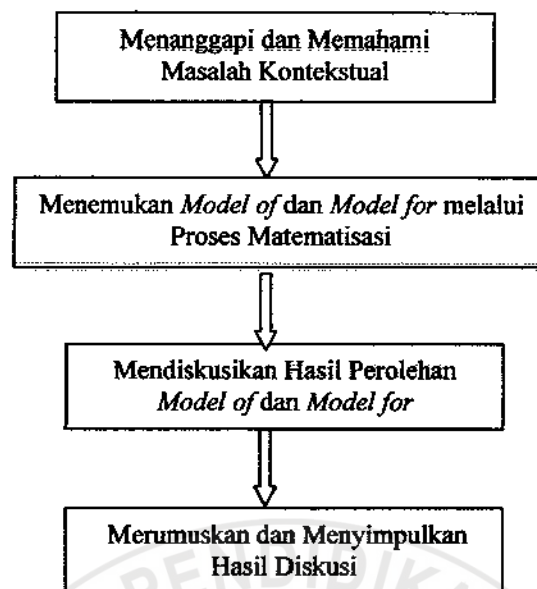 Menanggapi dan Memahami
Masalah Kontekstual
Menemukan Model of dan Model for melalui
Proses Matematisasi
Mendiskusikan Hasil Perolehan
Model of dan Model for
Merumuskan dan Menyimpulkan
Hasil Diskusi
PENDIDIKA